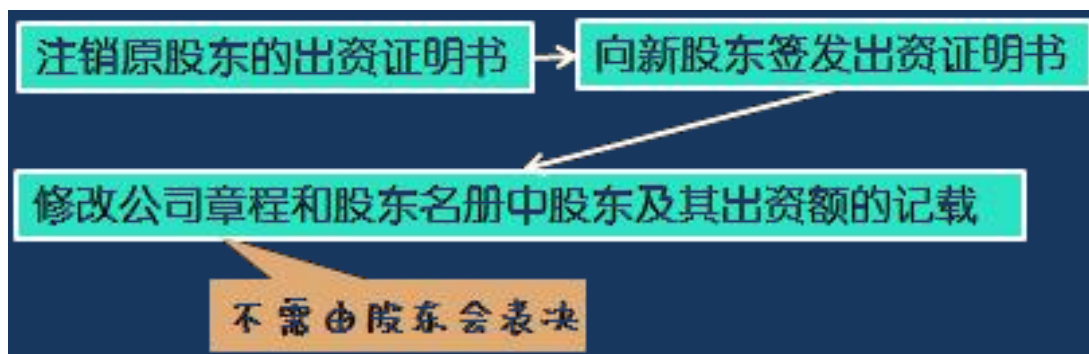 注销原股东的出资证明书
向新股东签发出资证明书
修改公司章程和股东名册中股东及其出资额的记载
不需由股东会表决